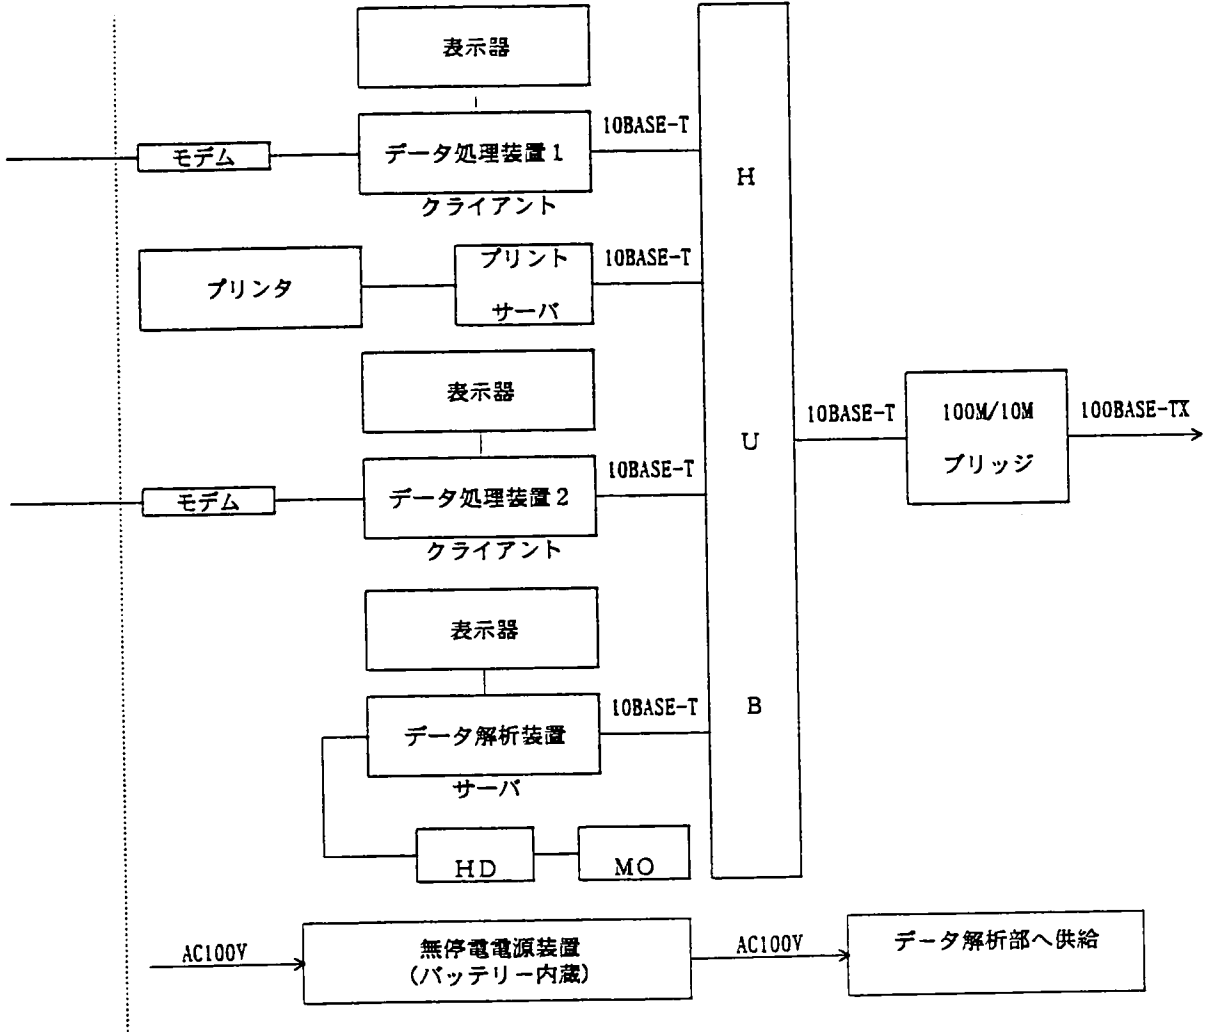 表示器
10BASE-T
モデム
データ処理装置1
H
クライアント
プリンタ
プリント
サーバ
10BASE-T
表示器
10BASE-T
100M/10M
ブリッジ
100BASE-TX
U
10BASE-T
モデム
データ処理装置2
クライアント
表示器
10BASE-T
B
データ解析装置
サーバ
HD
MO
AC100V
無停電電源装置
(バッテリー内蔵)
AC100V
データ解析部へ供給